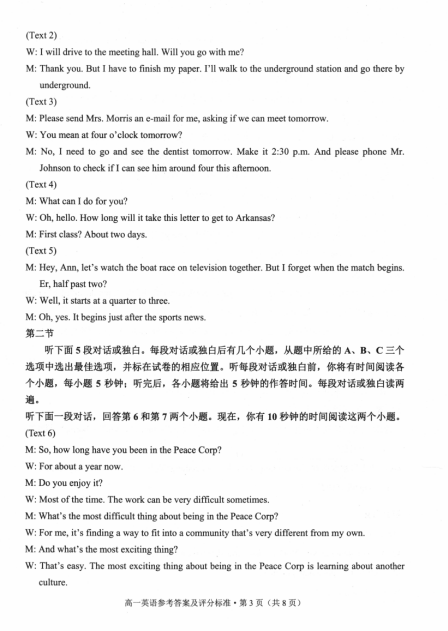 (Text 2)
W: I will drive to the meeting hall. Will you go with me?
M: Thank you. But I have to finish my paper. I'll walk to the underground station and go there by
underground.
(Text 3)
M: Please send Mrs. Morris an e-mail for me, asking if we can meet tomorrow.
W: You mean at four o'clock tomorrow?
M: No, I need to go and see the dentist tomorrow. Make it 2:30 p.m. And please phone Mr.
Johnson to check if I can see him around four this afternoon.
(Text 4)
M: What can I do for you?
W: Oh, hello. How long will it take this letter to get to Arkansas?
M: First class? About two days.
(Text 5)
M: Hey, Ann, let's watch the boat race on television together. But I forget when the match begins.
Er, half past two?
W: Well, it starts at a quarter to three.
M: Oh, yes. It begins just after the sports news.
第二节
听下面 5 段对话或独白。每段对话或独白后有几个小题，从题中所给的 A、B、C 三个
选项中选出最佳选项，并标在试卷的相应位置。听每段对话或独白前，你将有时间阅读各
个小题，每小题 5 秒钟；听完后，各小题将给出 5 秒钟的作答时间。每段对话或独白读两
遍。
听下面一段对话，回答第 6 和第 7 两个小题。现在，你有 10 秒钟的时间阅读这两个小题。
(Text 6)
M: So, how long have you been in the Peace Corp?
W: For about a year now.
M: Do you enjoy it?
W: Most of the time. The work can be very difficult sometimes.
M: What's the most difficult thing about being in the Peace Corp?
W: For me, it's finding a way to fit into a community that's very different from my own.
M: And what's the most exciting thing?
W: That's easy. The most exciting thing about being in the Peace Corp is learning about another
culture.
高一英语参考答案及评分标准·第 3 页（共 8 页）